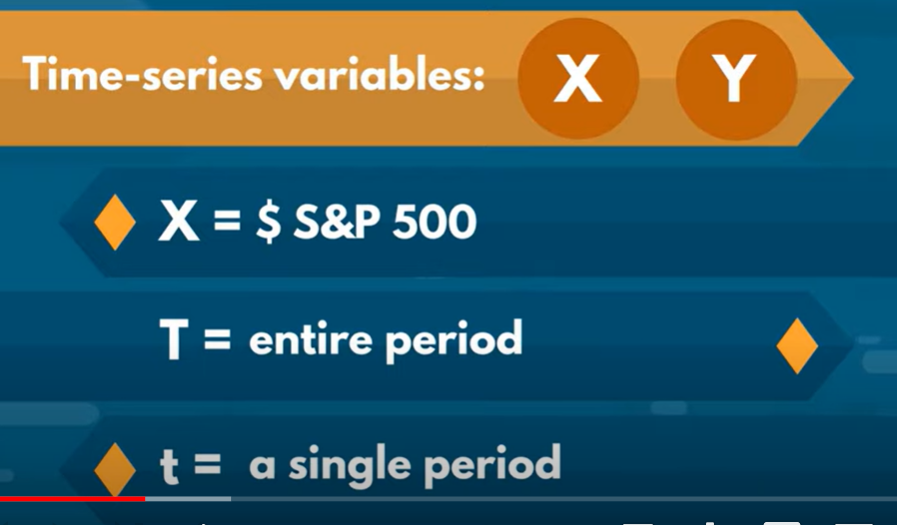 Time-series variables: X Y
X = $ S&P 500
T = entire period
t = a single period